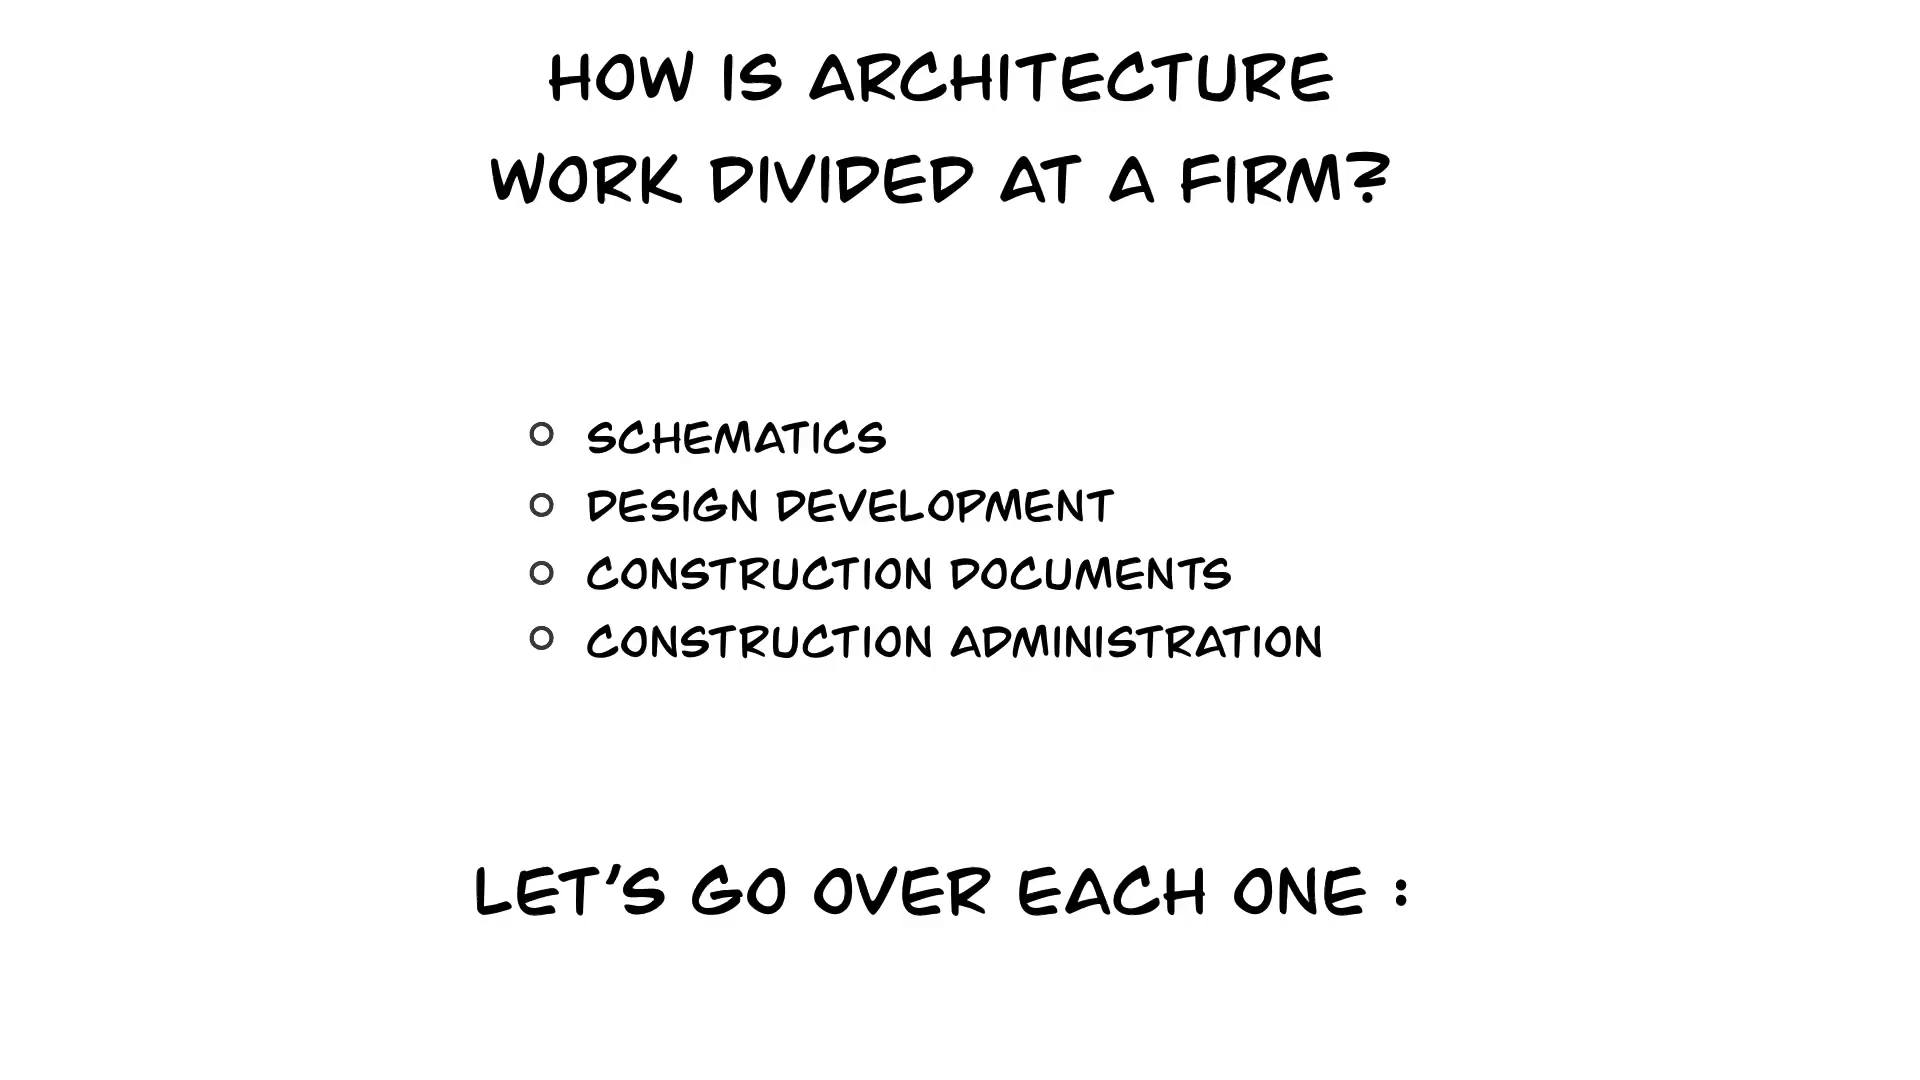 HOW IS ARCHITECTURE
WORK DIVIDED AT A FIRM?
SCHEMATICS
DESIGN DEVELOPMENT
CONSTRUCTION DOCUMENTS
CONSTRUCTION ADMINISTRATION
LET'S GO OVER EACH ONE :